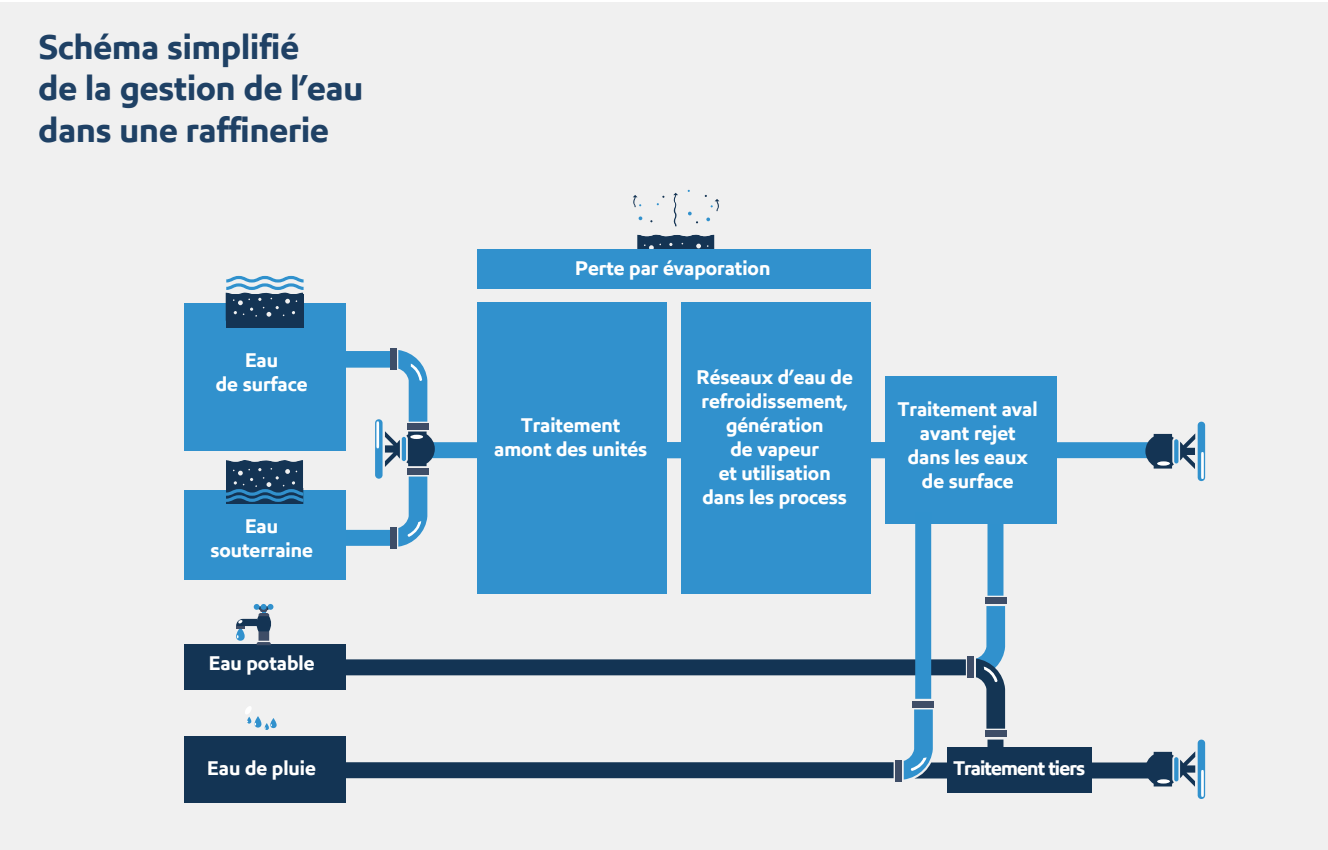 Schéma simplifié
de la gestion de l’eau
dans une raffinerie
Perte par évaporation
Eau
de surface
Eau
souterraine
Traitement
amont des unités
Réseaux d’eau de
refroidissement,
génération
de vapeur
et utilisation
dans les process
Traitement aval
avant rejet
dans les eaux
de surface
Eau potable
Eau de pluie
Traitement tiers